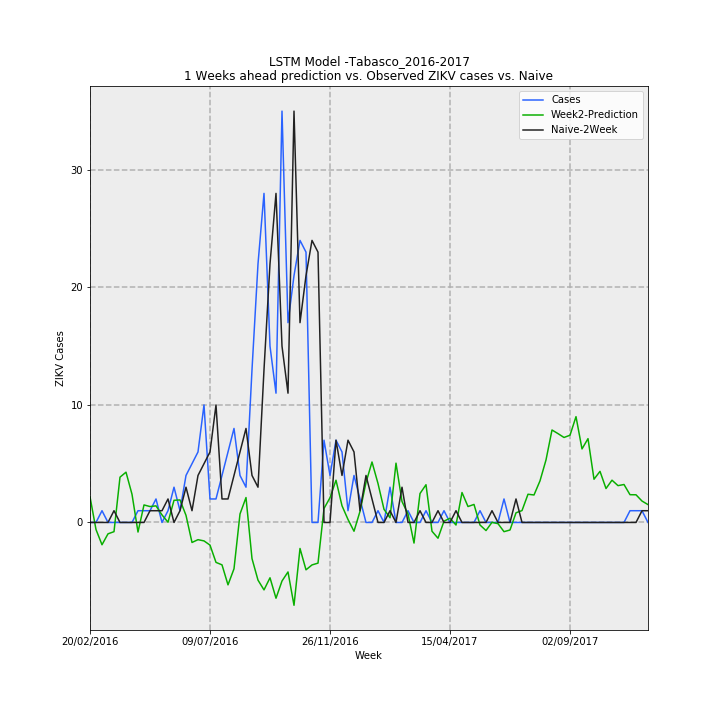 LSTM Model -Tabasco_2016-2017
1 Weeks ahead prediction vs. Observed ZIKV cases vs. Naive
Cases
Week2-Prediction
Naive-2Week
30
20
10
0
ZIKV Cases
20/02/2016
09/07/2016
26/11/2016
15/04/2017
02/09/2017
Week